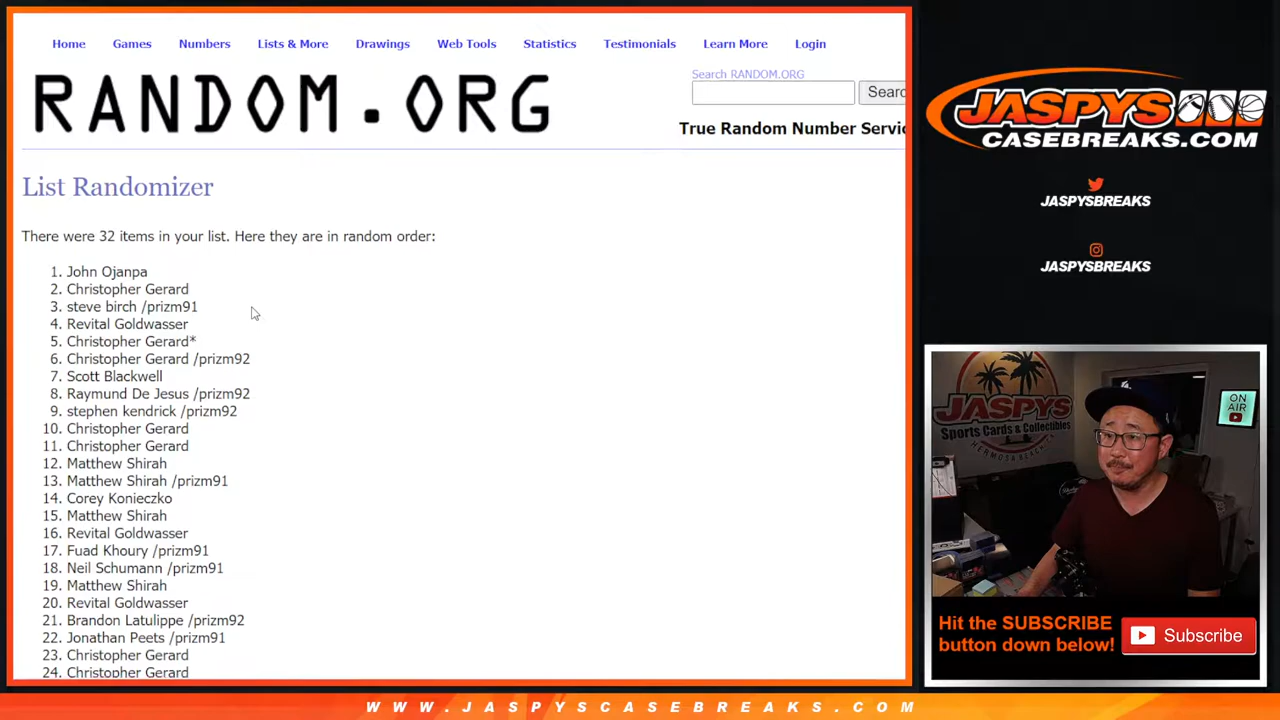 Home Games Numbers Lists & More Drawings Web Tools Statistics Testimonials Learn More Login
RANDOM.ORG
Search RANDOM.ORG
Searc
True Random Number Servic
List Randomizer
There were 32 items in your list. Here they are in random order:
1. John Ojanpa
2. Christopher Gerard
3. steve birch /prizm91
4. Revital Goldwasser
5. Christopher Gerard*
6. Christopher Gerard /prizm92
7. Scott Blackwell
8. Raymund De Jesus /prizm92
9. stephen kendrick /prizm92
10. Christopher Gerard
11. Christopher Gerard
12. Matthew Shirah
13. Matthew Shirah /prizm91
14. Corey Konieczko
15. Matthew Shirah
16. Revital Goldwasser
17. Fuad Khoury /prizm91
18. Neil Schumann /prizm91
19. Matthew Shirah
20. Revital Goldwasser
21. Brandon Latulippe /prizm92
22. Jonathan Peets /prizm91
23. Christopher Gerard
24. Christopher Gerard
JASPYS
CASEBREAKS.COM
JASPYSBREAKS
JASPYSBREAKS
JASPYS
Sports Cards & Collectibles
HERMOSA BEACH
ON
AIR
Hit the SUBSCRIBE
button down below!
Subscribe
WWW.JASPYSCASEBREAKS.COM